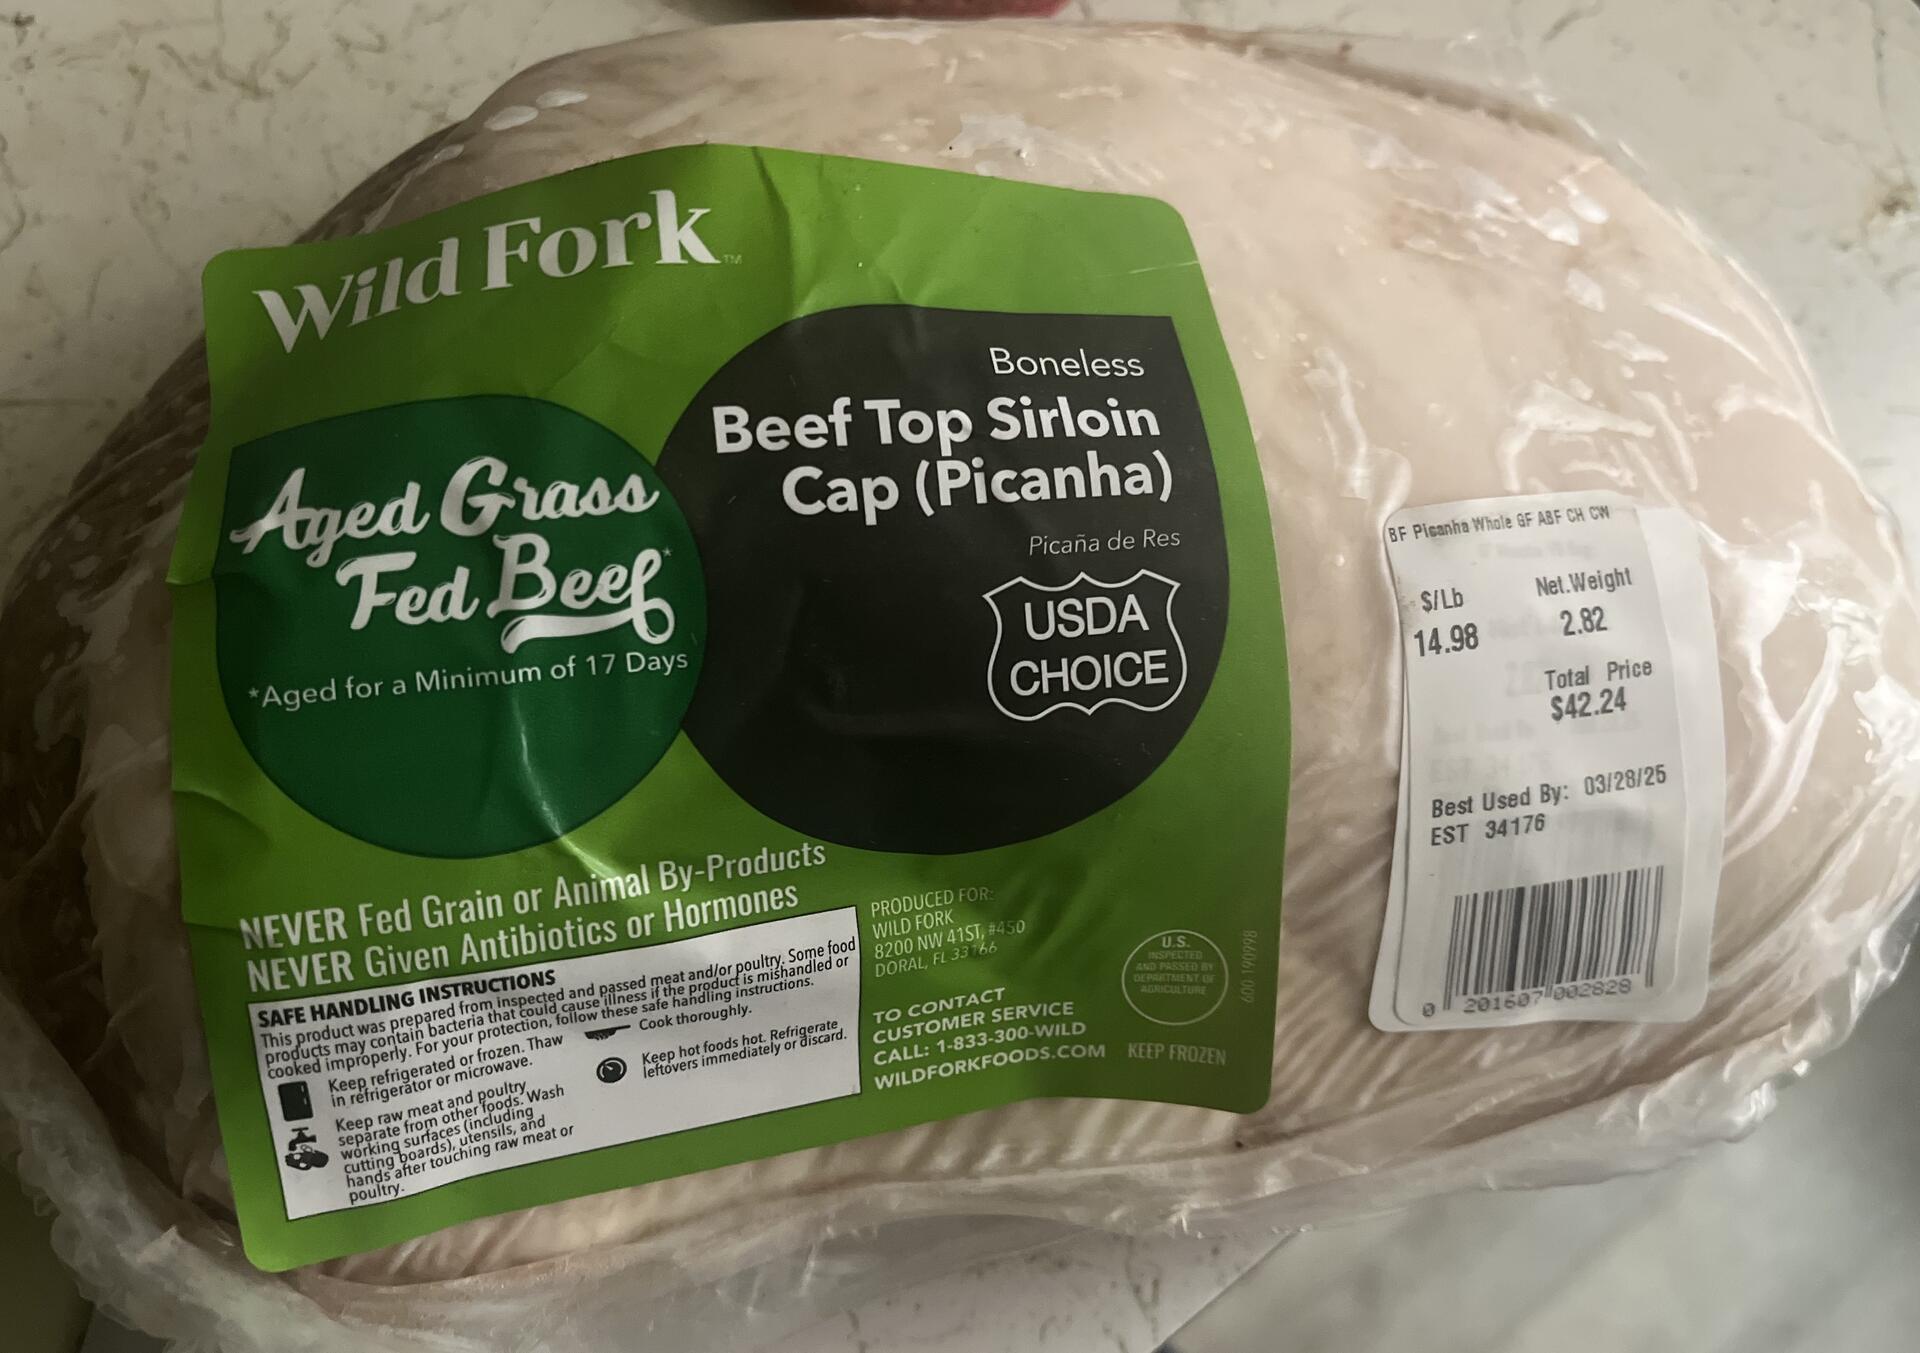 Wild Fork™
Boneless
Beef Top Sirloin
Cap (Picanha)
Picaña de Res
USDA
CHOICE
Aged Grass
Fed Beef*
*Aged for a Minimum of 17 Days
NEVER Fed Grain or Animal By-Products
NEVER Given Antibiotics or Hormones
SAFE HANDLING INSTRUCTIONS
This product was prepared from inspected and passed meat and/or poultry. Some food
products may contain bacteria that could cause illness if the product is mishandled or
cooked improperly. For your protection, follow these safe handling instructions.
Keep refrigerated or frozen. Thaw
in refrigerator or microwave.
Keep raw meat and poultry
separate from other foods. Wash
working surfaces (including
cutting boards), utensils, and
hands after touching raw meat or
poultry.
Cook thoroughly.
Keep hot foods hot. Refrigerate
leftovers immediately or discard.
PRODUCED FOR:
WILD FORK
8200 NW 41ST, #450
DORAL, FL 33166
TO CONTACT
CUSTOMER SERVICE
CALL: 1-833-300-WILD
WILDFORKFOODS.COM
U.S.
INSPECTED
AND PASSED BY
DEPARTMENT OF
AGRICULTURE
KEEP FROZEN
600 190998
BF Picanha Whole GF ABF CH CW
$/Lb
14.98
Net.Weight
2.82
Total Price
$42.24
Best Used By: 03/28/25
EST 34176
0 201607 002828